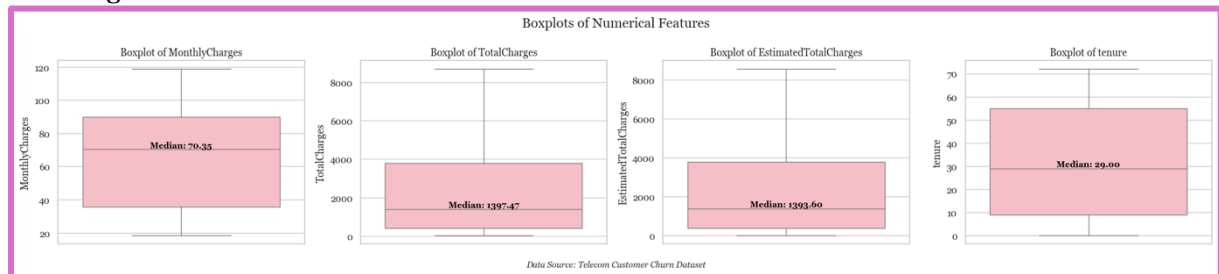 Boxplots of Numerical Features
Boxplot of MonthlyCharges
120
100
80
60
40
20
MonthlyCharges
Median: 70.35
Boxplot of TotalCharges
8000
6000
4000
2000
0
TotalCharges
Median: 1397.47
Boxplot of EstimatedTotalCharges
8000
6000
4000
2000
0
EstimatedTotalCharges
Median: 1393.60
Boxplot of tenure
70
60
50
40
30
20
10
0
tenure
Median: 29.00
Data Source: Telecom Customer Churn Dataset